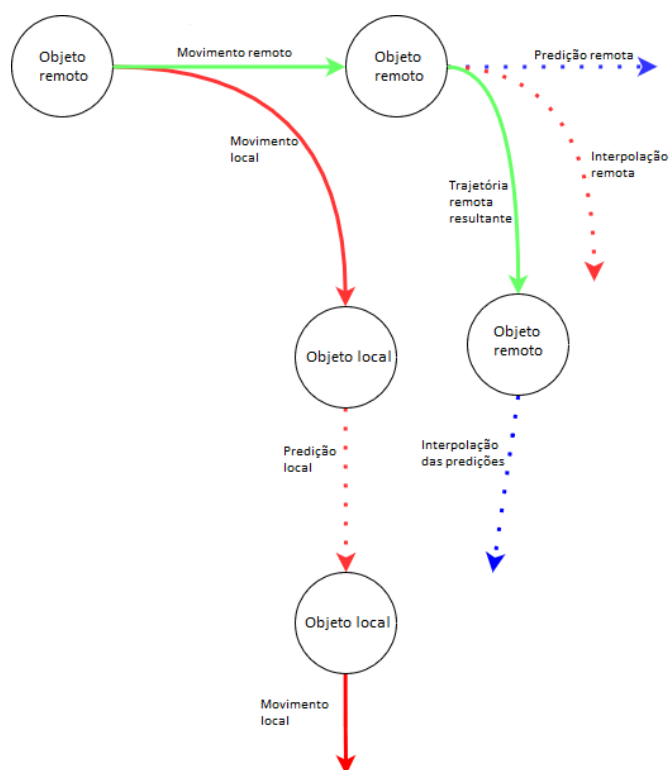 Objeto
remoto
Movimento remoto
Objeto
remoto
Predição remota
Movimento
local
Interpolação
remota
Trajetória
remota
resultante
Objeto local
Objeto
remoto
Predição
local
Interpolação
das predições
Objeto local
Movimento
local